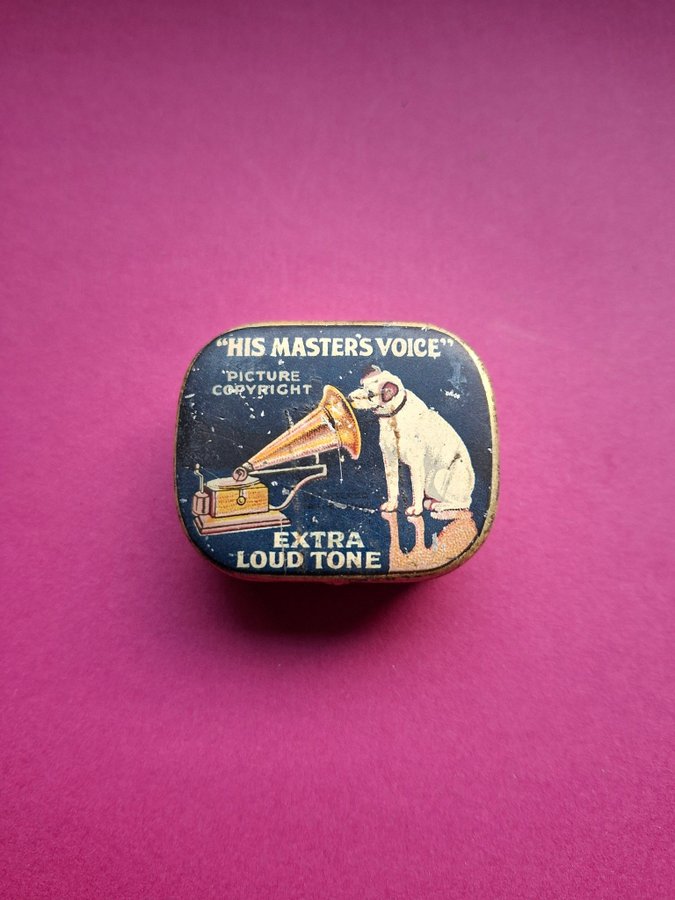 "HIS MASTER'S VOICE"
PICTURE
COPYRIGHT
EXTRA
LOUD TONE